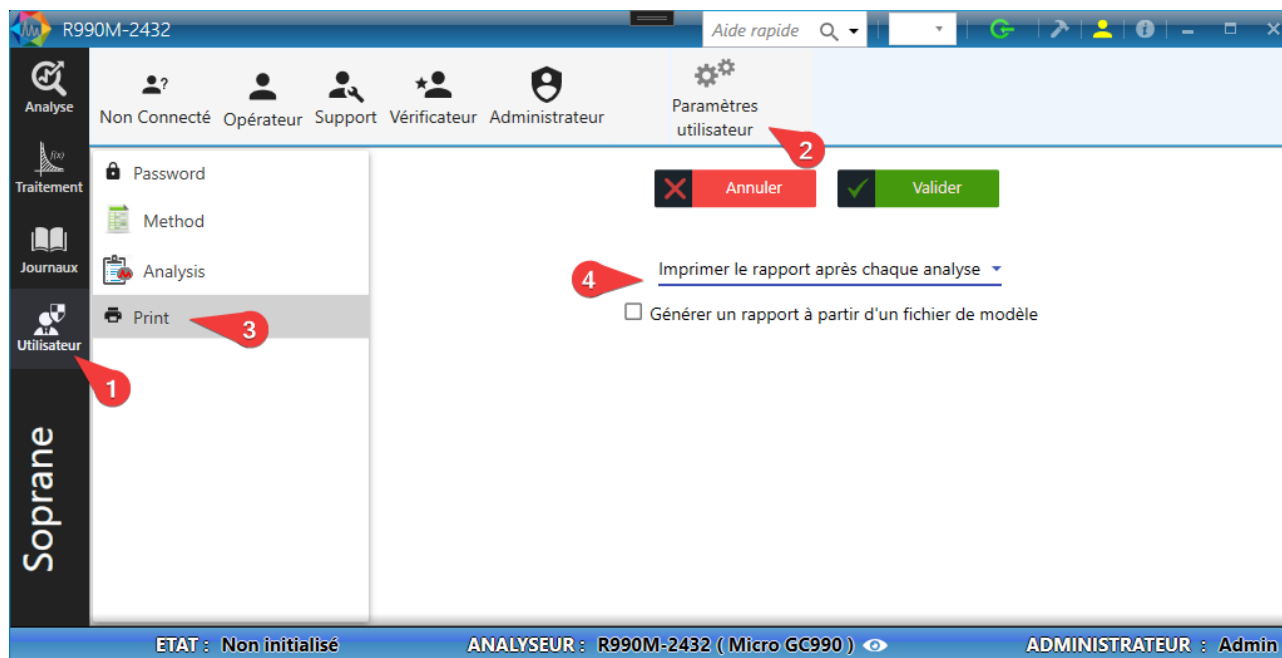 R990M-2432
Aide rapide
Analyse
Non Connecté
Opérateur
Support
Vérificateur
Administrateur
Paramètres
utilisateur
2
f(x)
Traitement
Journaux
Utilisateur
1
Soprane
Password
Method
Analysis
Print
3
Annuler
Valider
4
Imprimer le rapport après chaque analyse
Générer un rapport à partir d'un fichier de modèle
ETAT : Non initialisé
ANALYSEUR : R990M-2432 ( Micro GC990 )
ADMINISTRATEUR : Admin